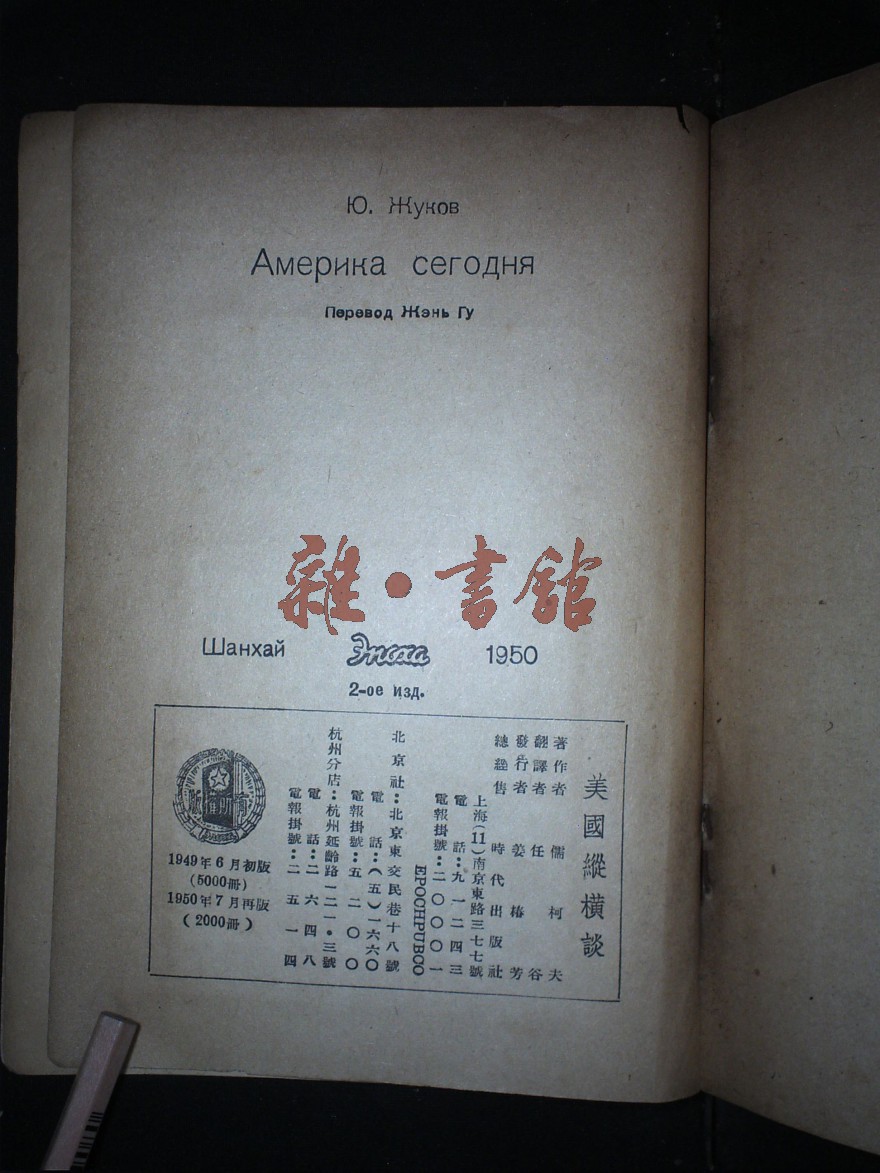 Ю. Жуков
Америка сегодня
Перевод Жэнь Гу
雜·書館
Шанхай Эпоха 1950
2-ое изд.
美國縱橫談
著作者 儒柯夫
翻譯者 任谷
發行者 姜椿芳
總經售 時代出版社
上海(11)南京東路三七七號
電話：九一二四三
電報掛號：二〇〇〇一
EPOCHPUBCO
北京社：北京東交民巷十八號
電話：(五)一六六〇
電報掛號：五二〇〇
杭州分店：杭州延齡路一二一·三號
電話：二六四八
電報掛號：二五一四
1949年6月初版
(5000冊)
1950年7月再版
(2000冊)